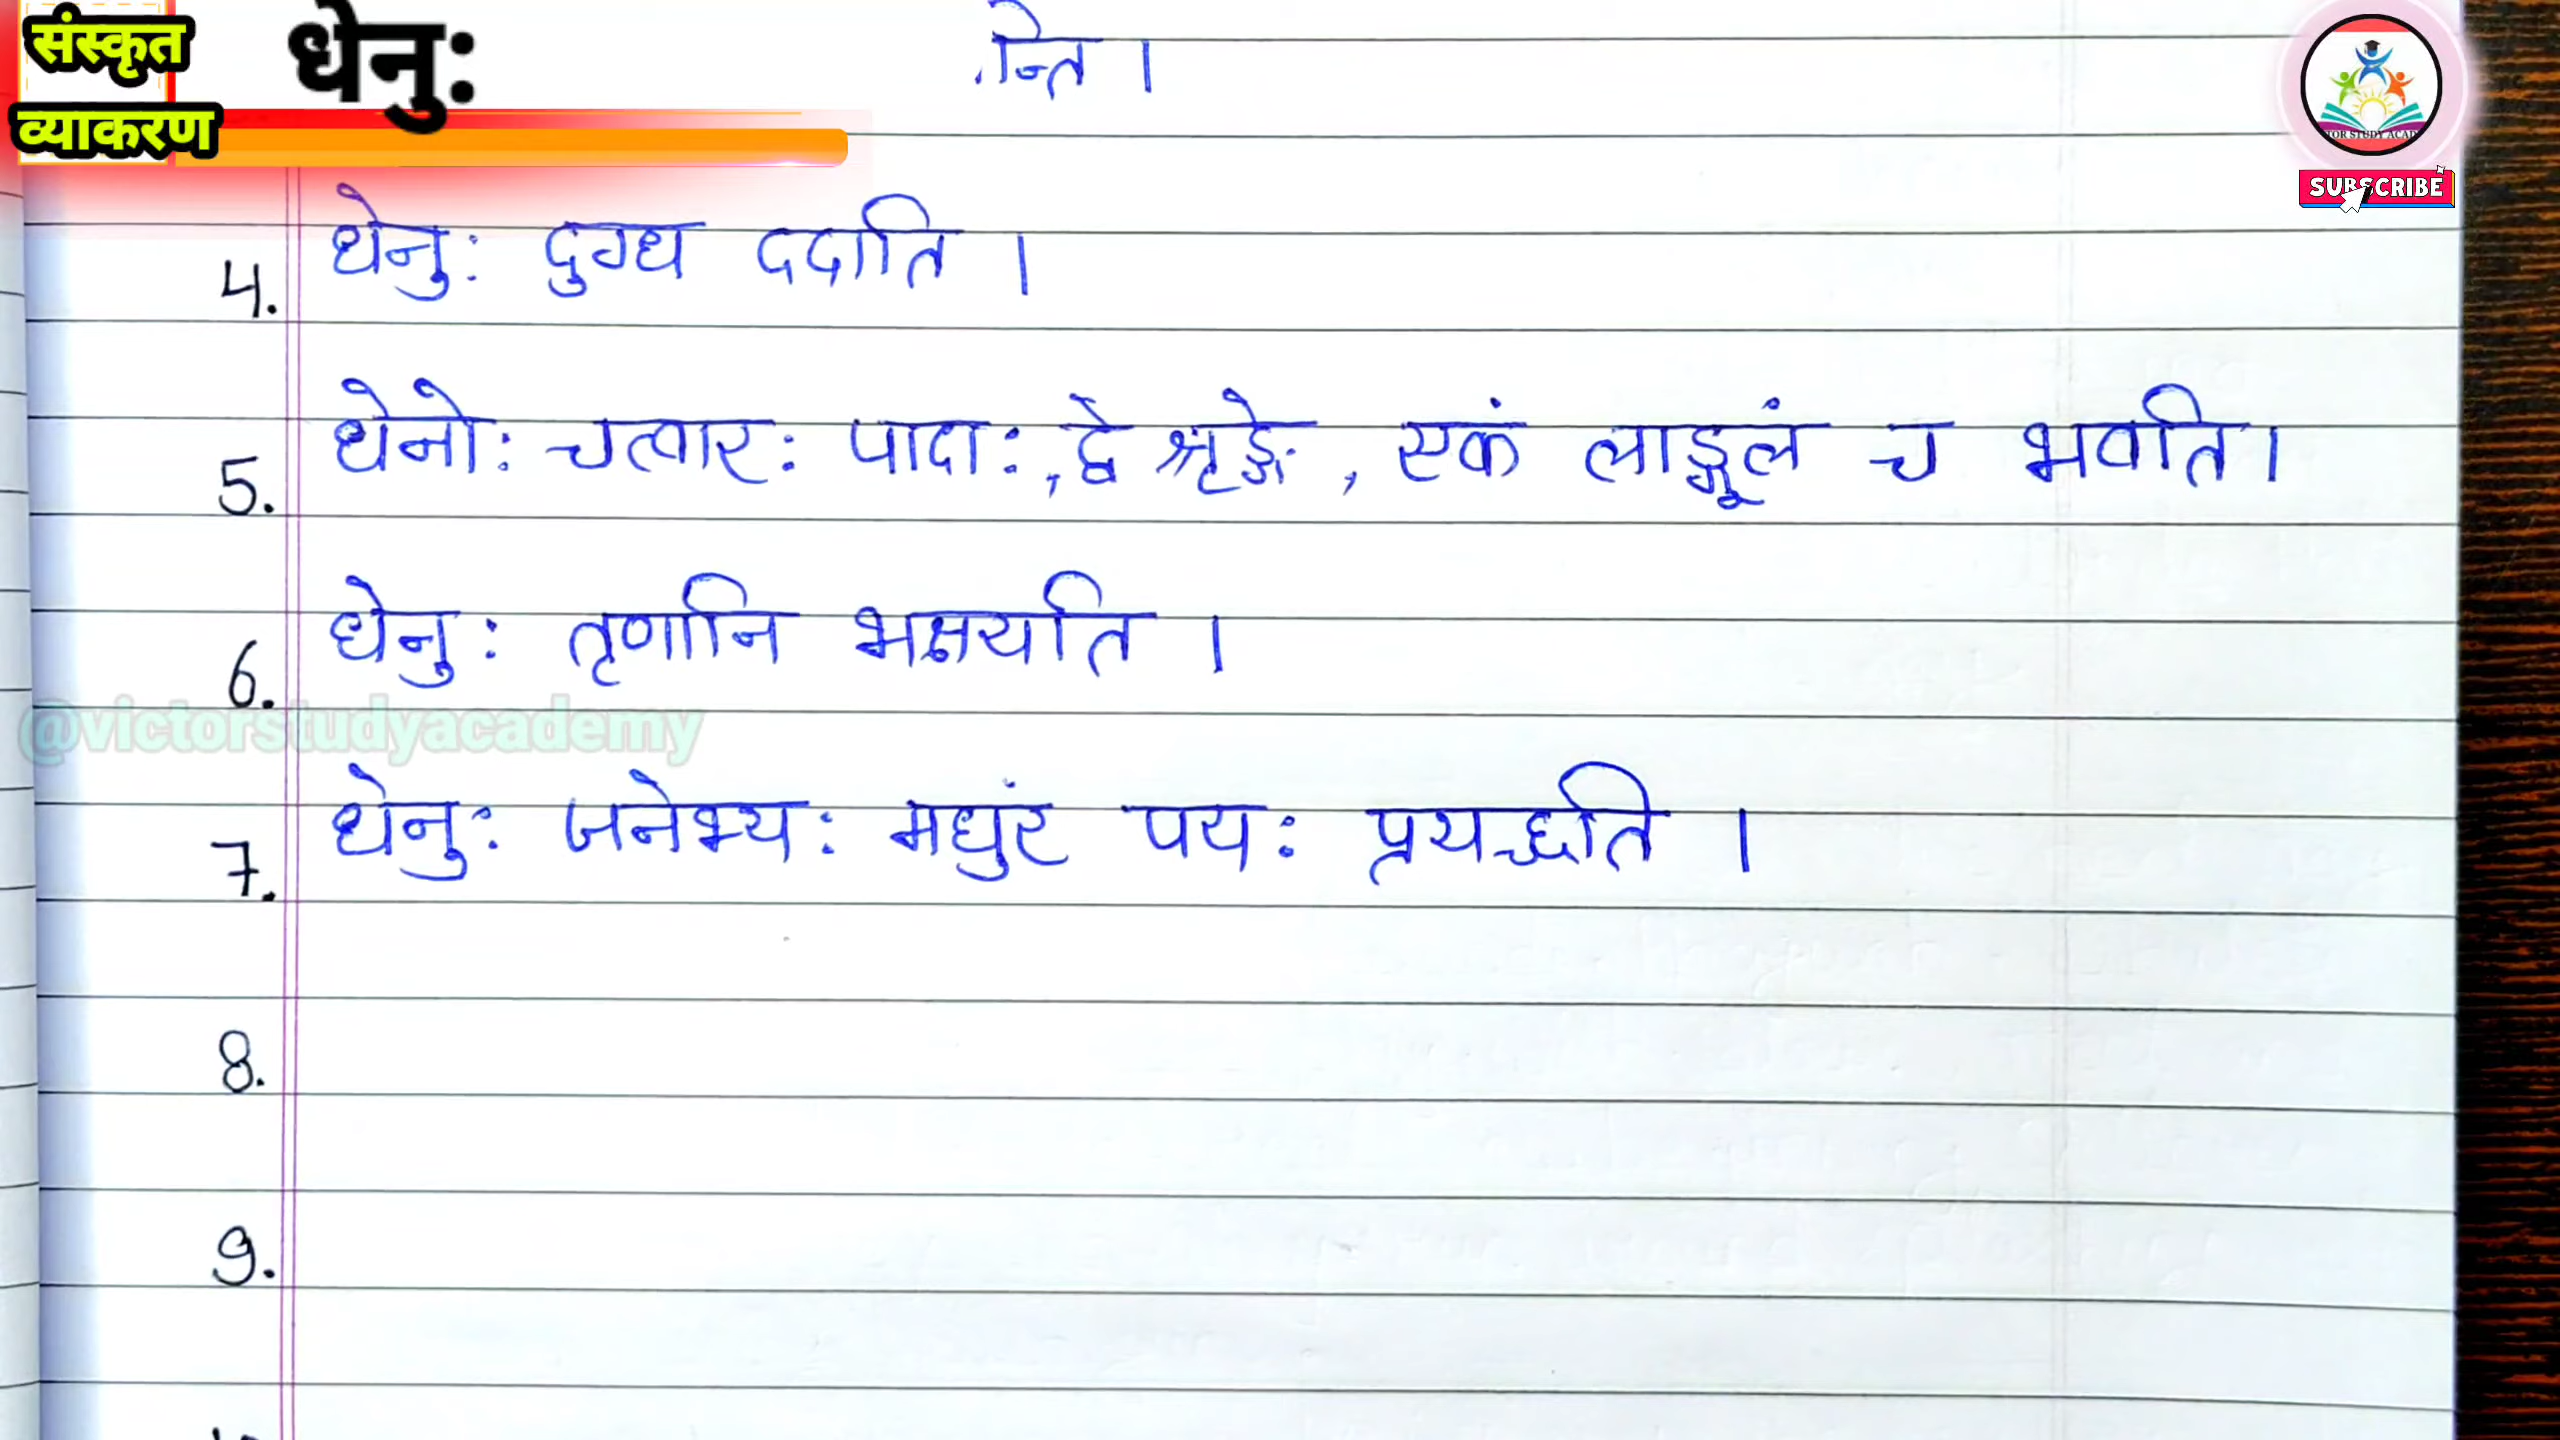 संस्कृत
व्याकरण
धेनुः
न्ति ।
SUBSCRIBE
4. धेनुः दुग्ध ददाति ।
5. धेनोः चत्वारः पादाः, द्वे श्रृङ्गे, एकं लाङ्गूलं च भवति।
6. धेनुः तृणानि भक्षयति ।
@victorstudyacademy
7. धेनुः जनेभ्यः मधुरं पयः प्रयच्छति ।
8.
9.